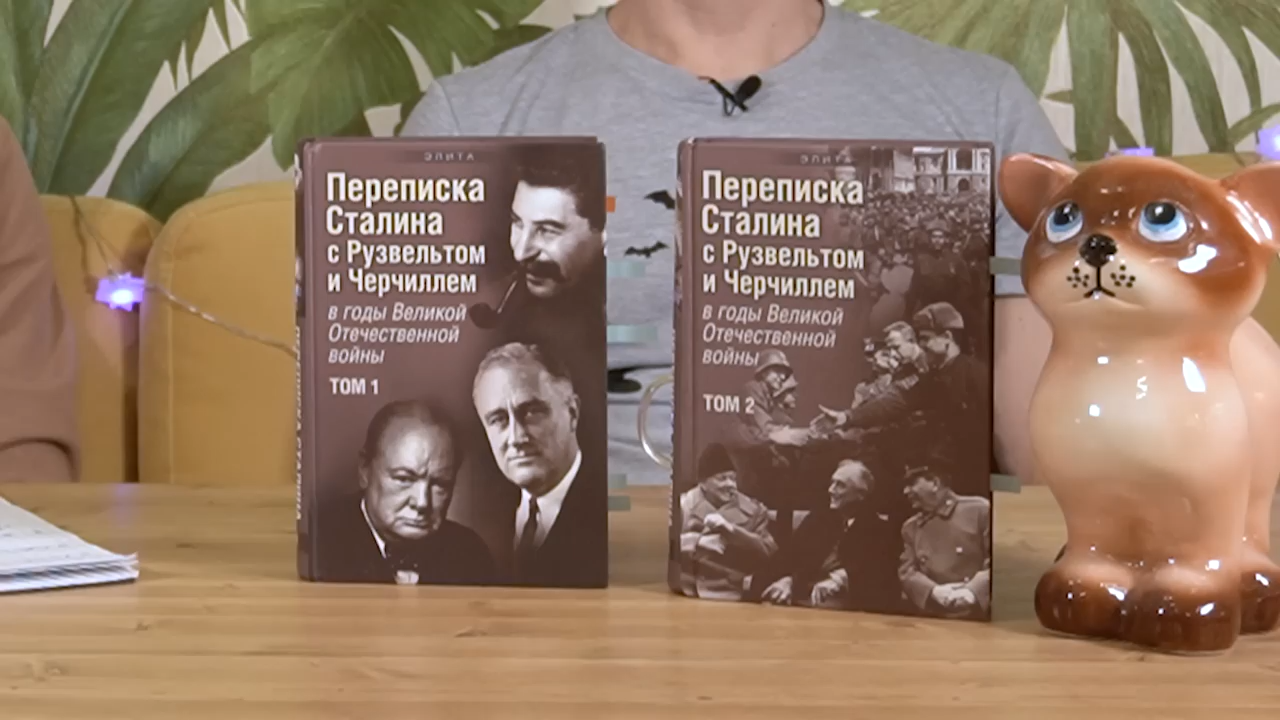 ЭЛИТА
Переписка
Сталина
с Рузвельтом
и Черчиллем
в годы Великой
Отечественной
войны
ТОМ 1
ЭЛИТА
Переписка
Сталина
с Рузвельтом
и Черчиллем
в годы Великой
Отечественной
войны
ТОМ 2